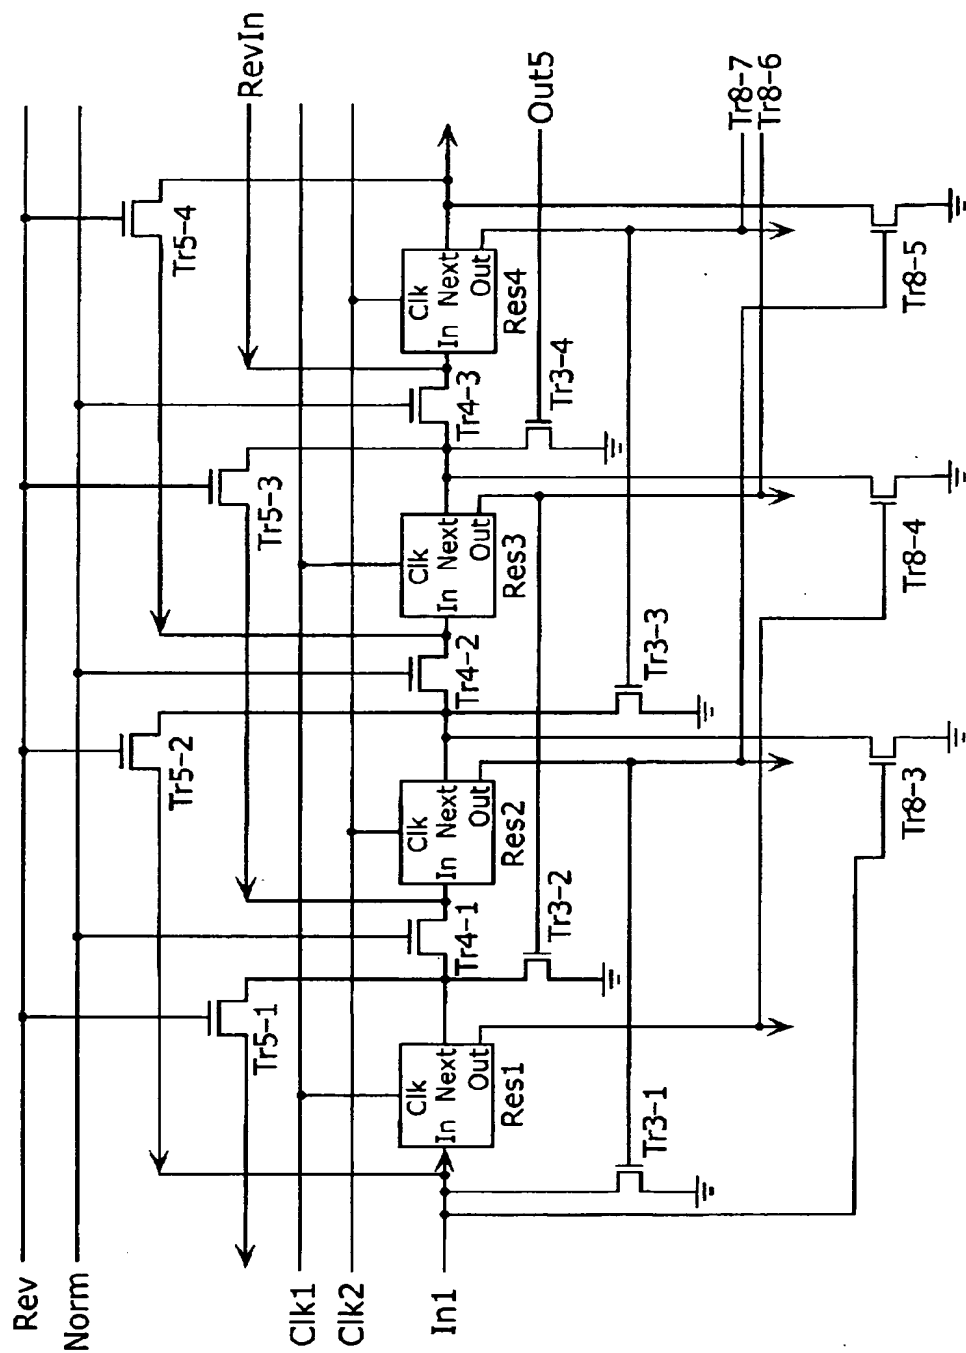 Rev
Norm
Clk1
Clk2
In1
RevIn
Out5
Tr8-7
Tr8-6
Tr5-1
Tr5-2
Tr5-3
Tr5-4
Tr4-1
Tr4-2
Tr4-3
Clk
In Next
Out
Res1
Clk
In Next
Out
Res2
Clk
In Next
Out
Res3
Clk
In Next
Out
Res4
Tr3-1
Tr3-2
Tr3-3
Tr3-4
Tr8-3
Tr8-4
Tr8-5